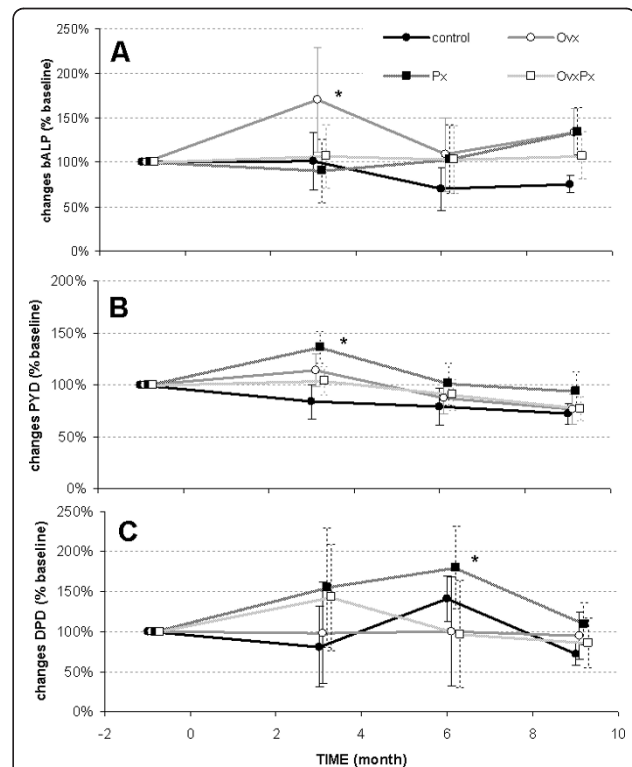 250%
200%
150%
100%
50%
0%
changes bALP (% baseline)
A
control
Ovx
Px
OvxPx
*
200%
150%
100%
50%
0%
changes PYD (% baseline)
B
*
250%
200%
150%
100%
50%
0%
changes DPD (% baseline)
C
*
-2 0 2 4 6 8 10
TIME (month)